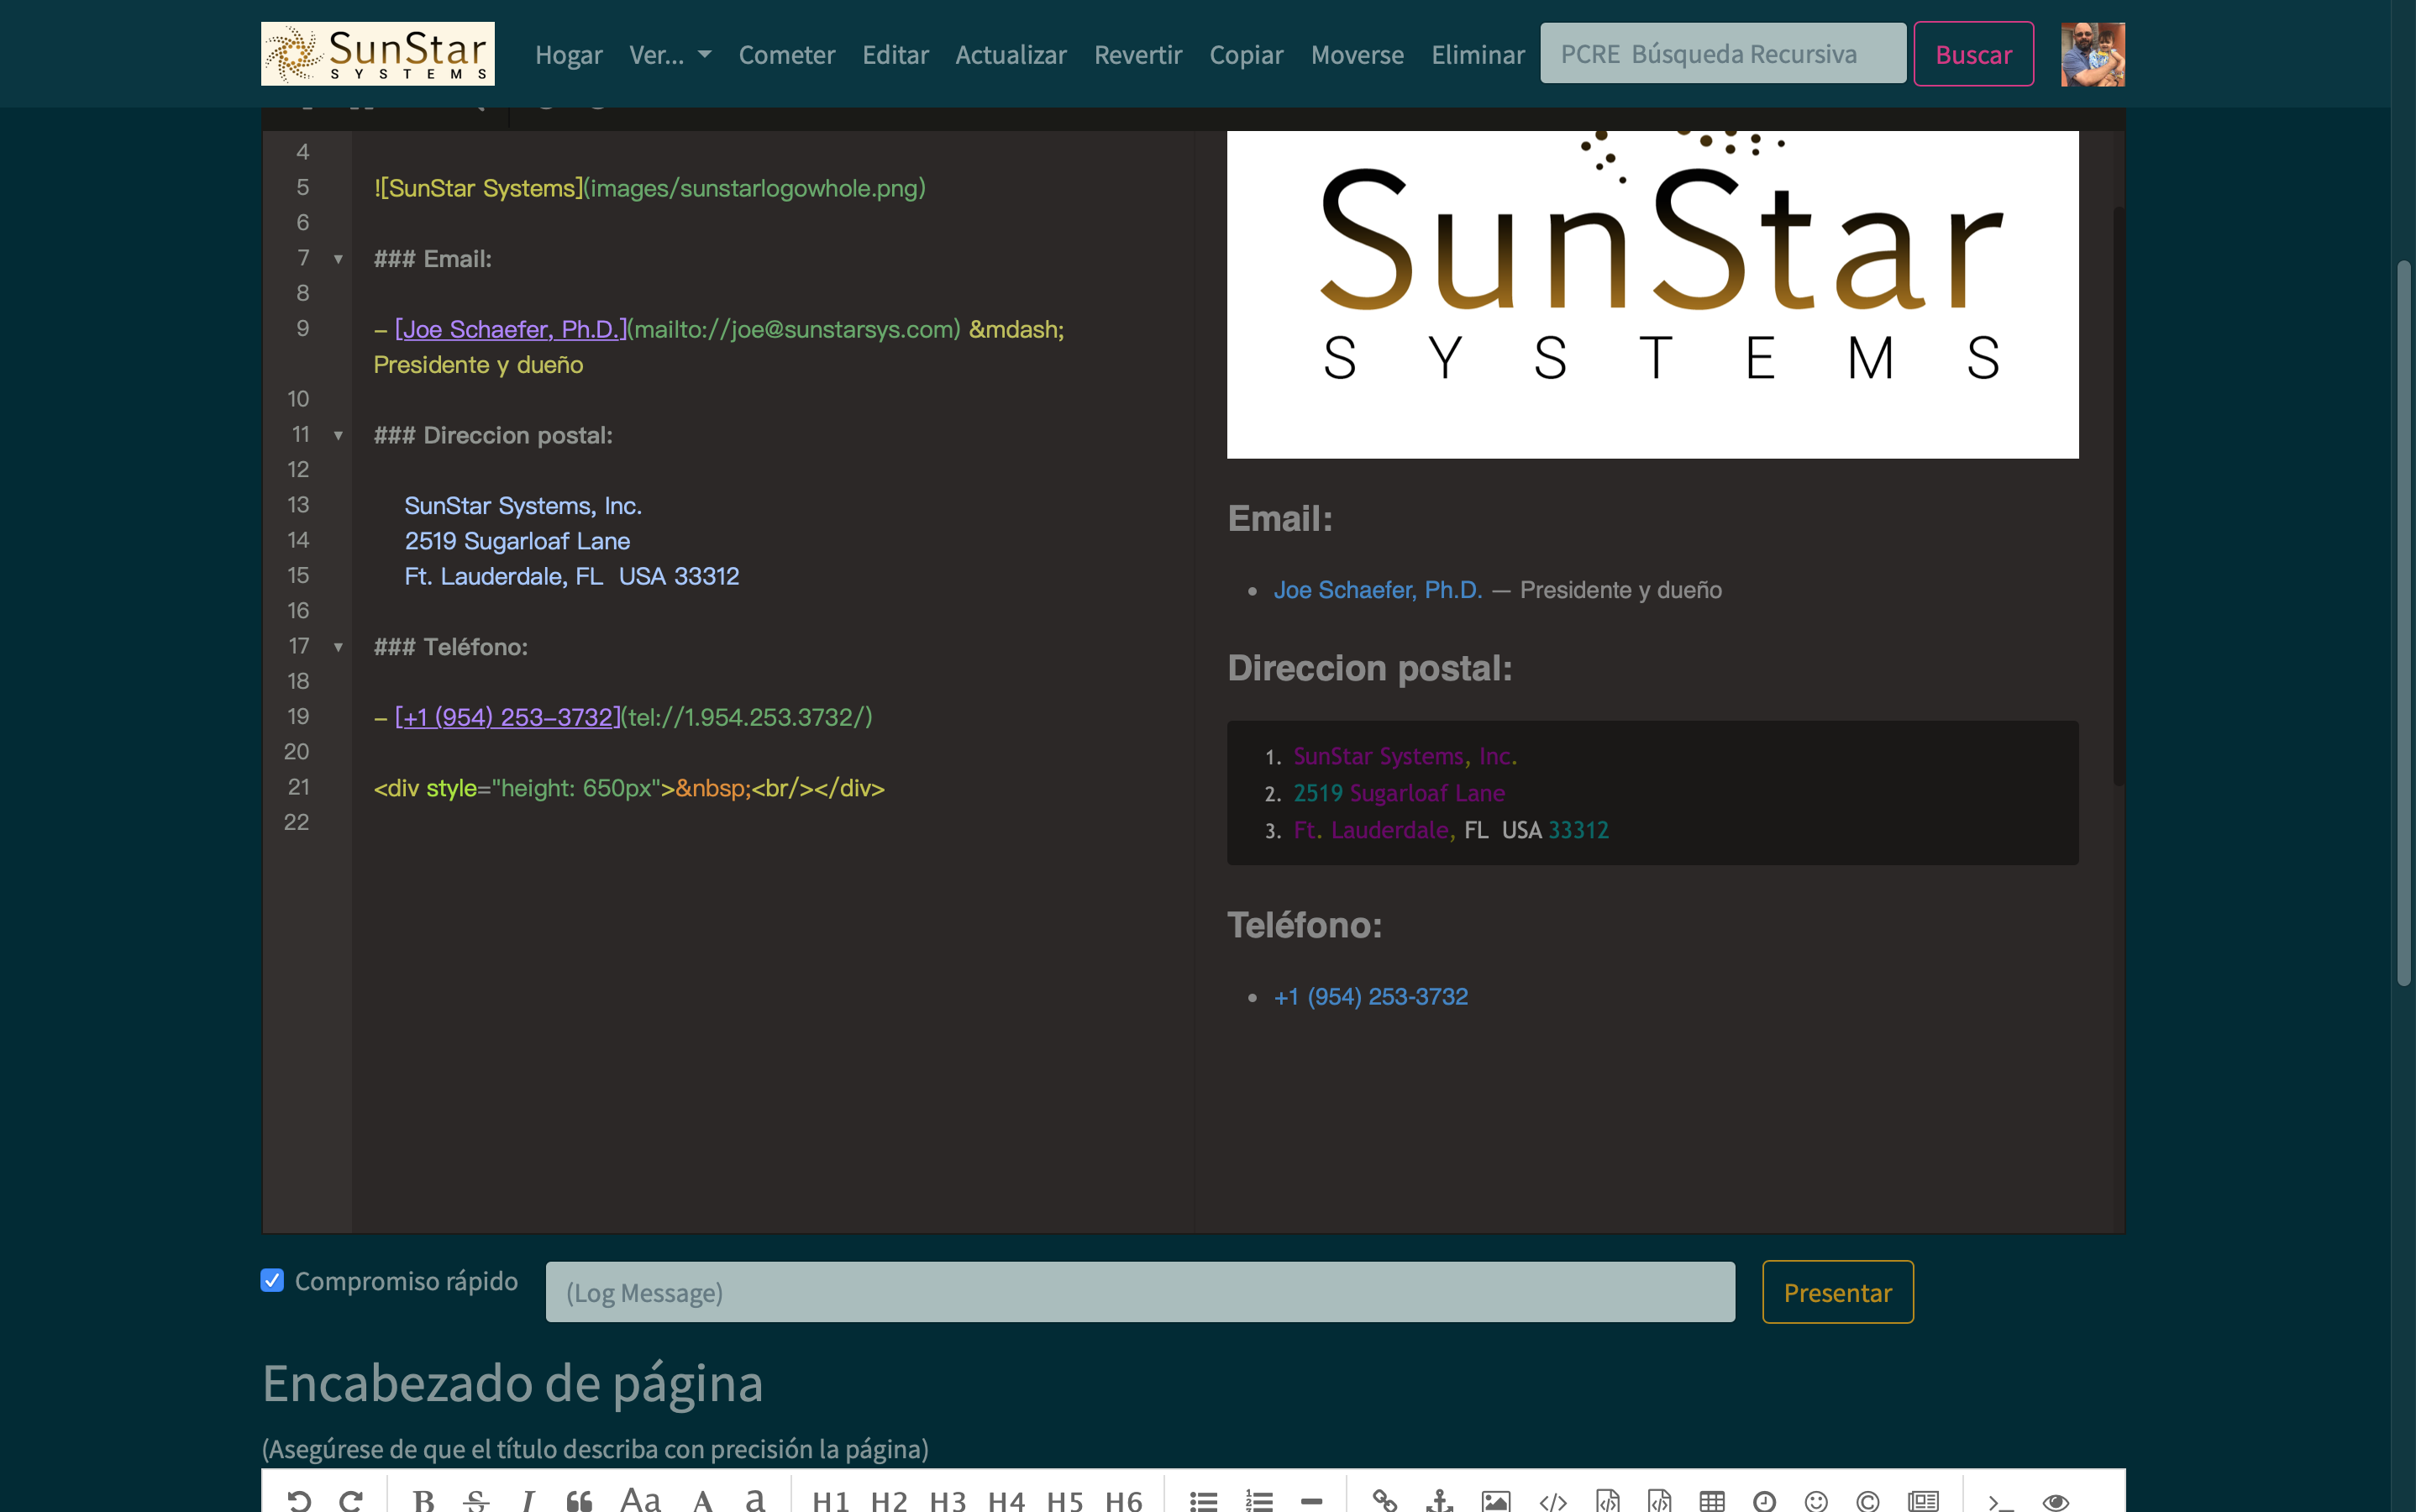 SunStar
SYSTEMS
Hogar Ver... Cometer Editar Actualizar Revertir Copiar Moverse Eliminar PCRE Búsqueda Recursiva Buscar
4
5 ![SunStar Systems](images/sunstarlogowhole.png)
6
7 ### Email:
8
9 - [Joe Schaefer, Ph.D.](mailto://joe@sunstarsys.com) &mdash;
Presidente y dueño
10
11 ### Direccion postal:
12
13 SunStar Systems, Inc.
14 2519 Sugarloaf Lane
15 Ft. Lauderdale, FL  USA 33312
16
17 ### Teléfono:
18
19 - [+1 (954) 253-3732](tel://1.954.253.3732/)
20
21 <div style="height: 650px">&nbsp;<br/></div>
22
SunStar
SYSTEMS
Email:
• Joe Schaefer, Ph.D. — Presidente y dueño
Direccion postal:
1. SunStar Systems, Inc.
2. 2519 Sugarloaf Lane
3. Ft. Lauderdale, FL  USA 33312
Teléfono:
• +1 (954) 253-3732
Compromiso rápido (Log Message) Presentar
Encabezado de página
(Asegúrese de que el título describa con precisión la página)
B S I Aa A a H1 H2 H3 H4 H5 H6